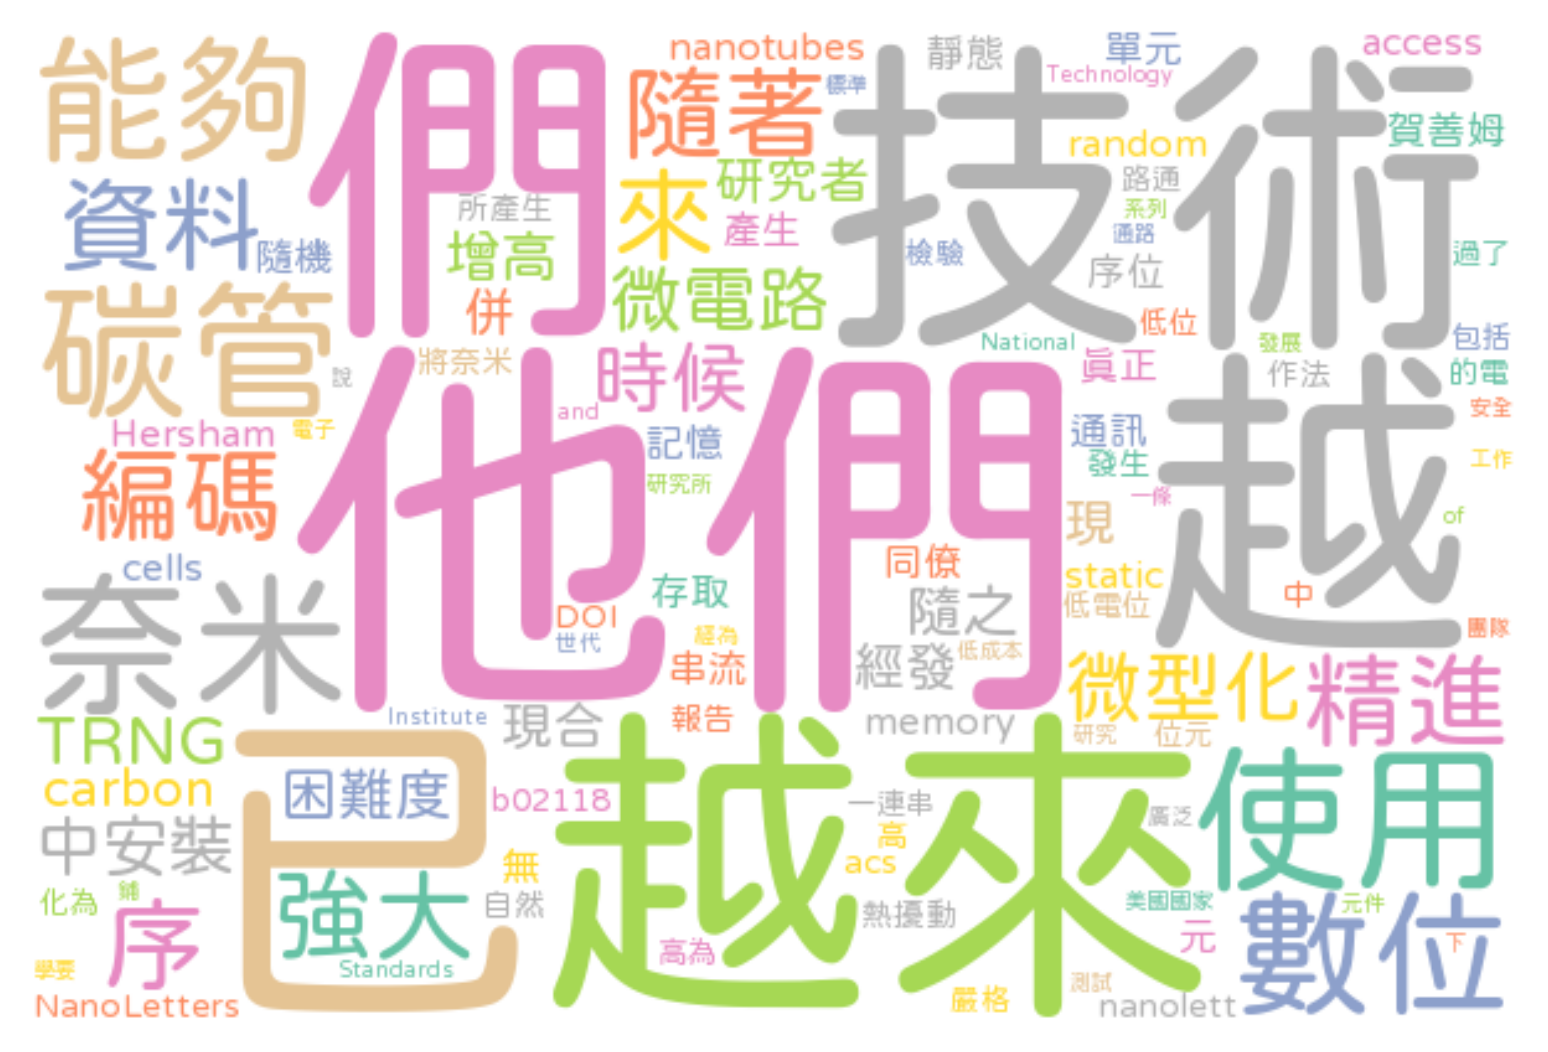 能夠
們
nanotubes
靜態
單元
access
隨著
標準
技術
Technology
random
賀善姆
資料
隨機
所產生
增高
來
研究者
產生
路通
系列
通路
檢驗
序位
過了
碳管
併
微電路
低位
National
發展
包括
說
將奈米
時候
真正
作法
的電
Hersham
電子
他們
and
記憶
通訊
越
安全
編碼
研究所
發生
工作
一條
現
of
cells
同僚
static
奈米
DOI
世代
存取
隨之
低電位
中
經為
團隊
串流
經發
低成本
微型化
精進
TRNG
Institute
現合
報告
memory
研究
位元
carbon
已
困難度
b02118
越來
一連串
高
廣泛
使用
中安裝
強大
無
acs
化為
鋪
序
自然
熱擾動
美國國家
元件
數位
元
下
學要
Standards
高為
測試
NanoLetters
嚴格
nanolett